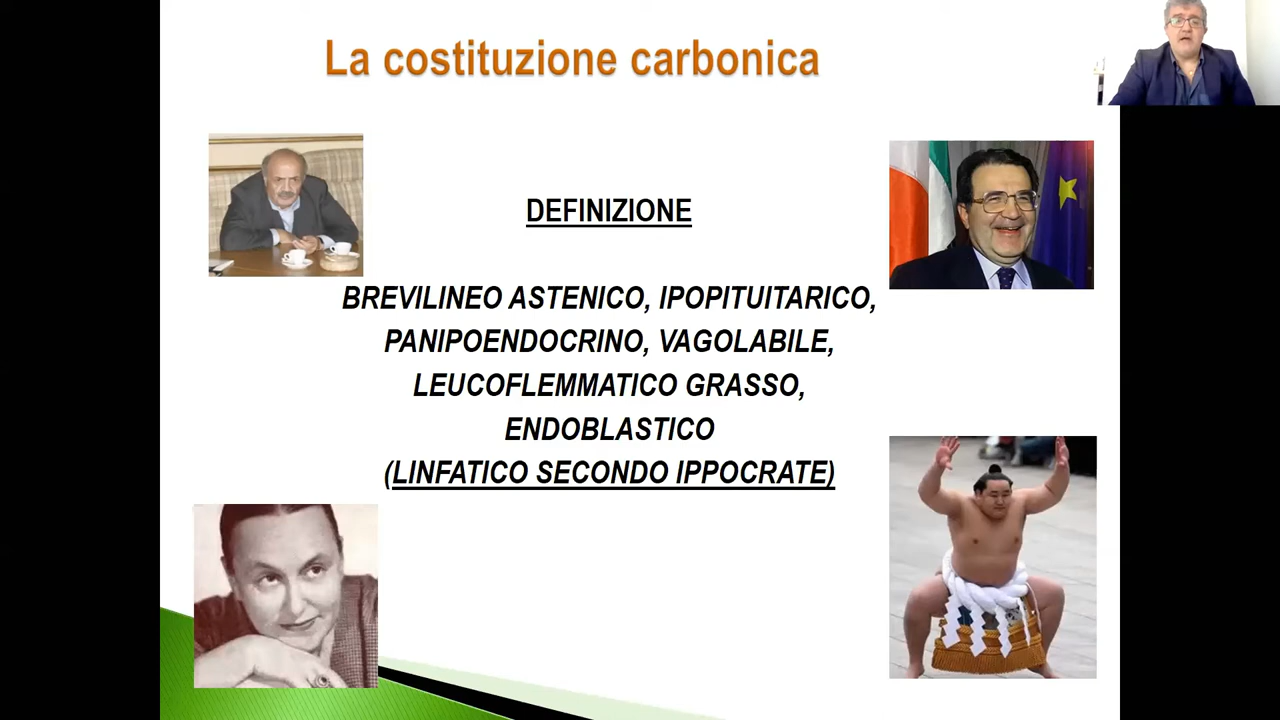 La costituzione carbonica
DEFINIZIONE
BREVILINEO ASTENICO, IPOPITUITARICO,
PANIPOENDOCRINO, VAGOLABILE,
LEUCOFLEMMATICO GRASSO,
ENDOBLASTICO
(LINFATICO SECONDO IPPOCRATE)